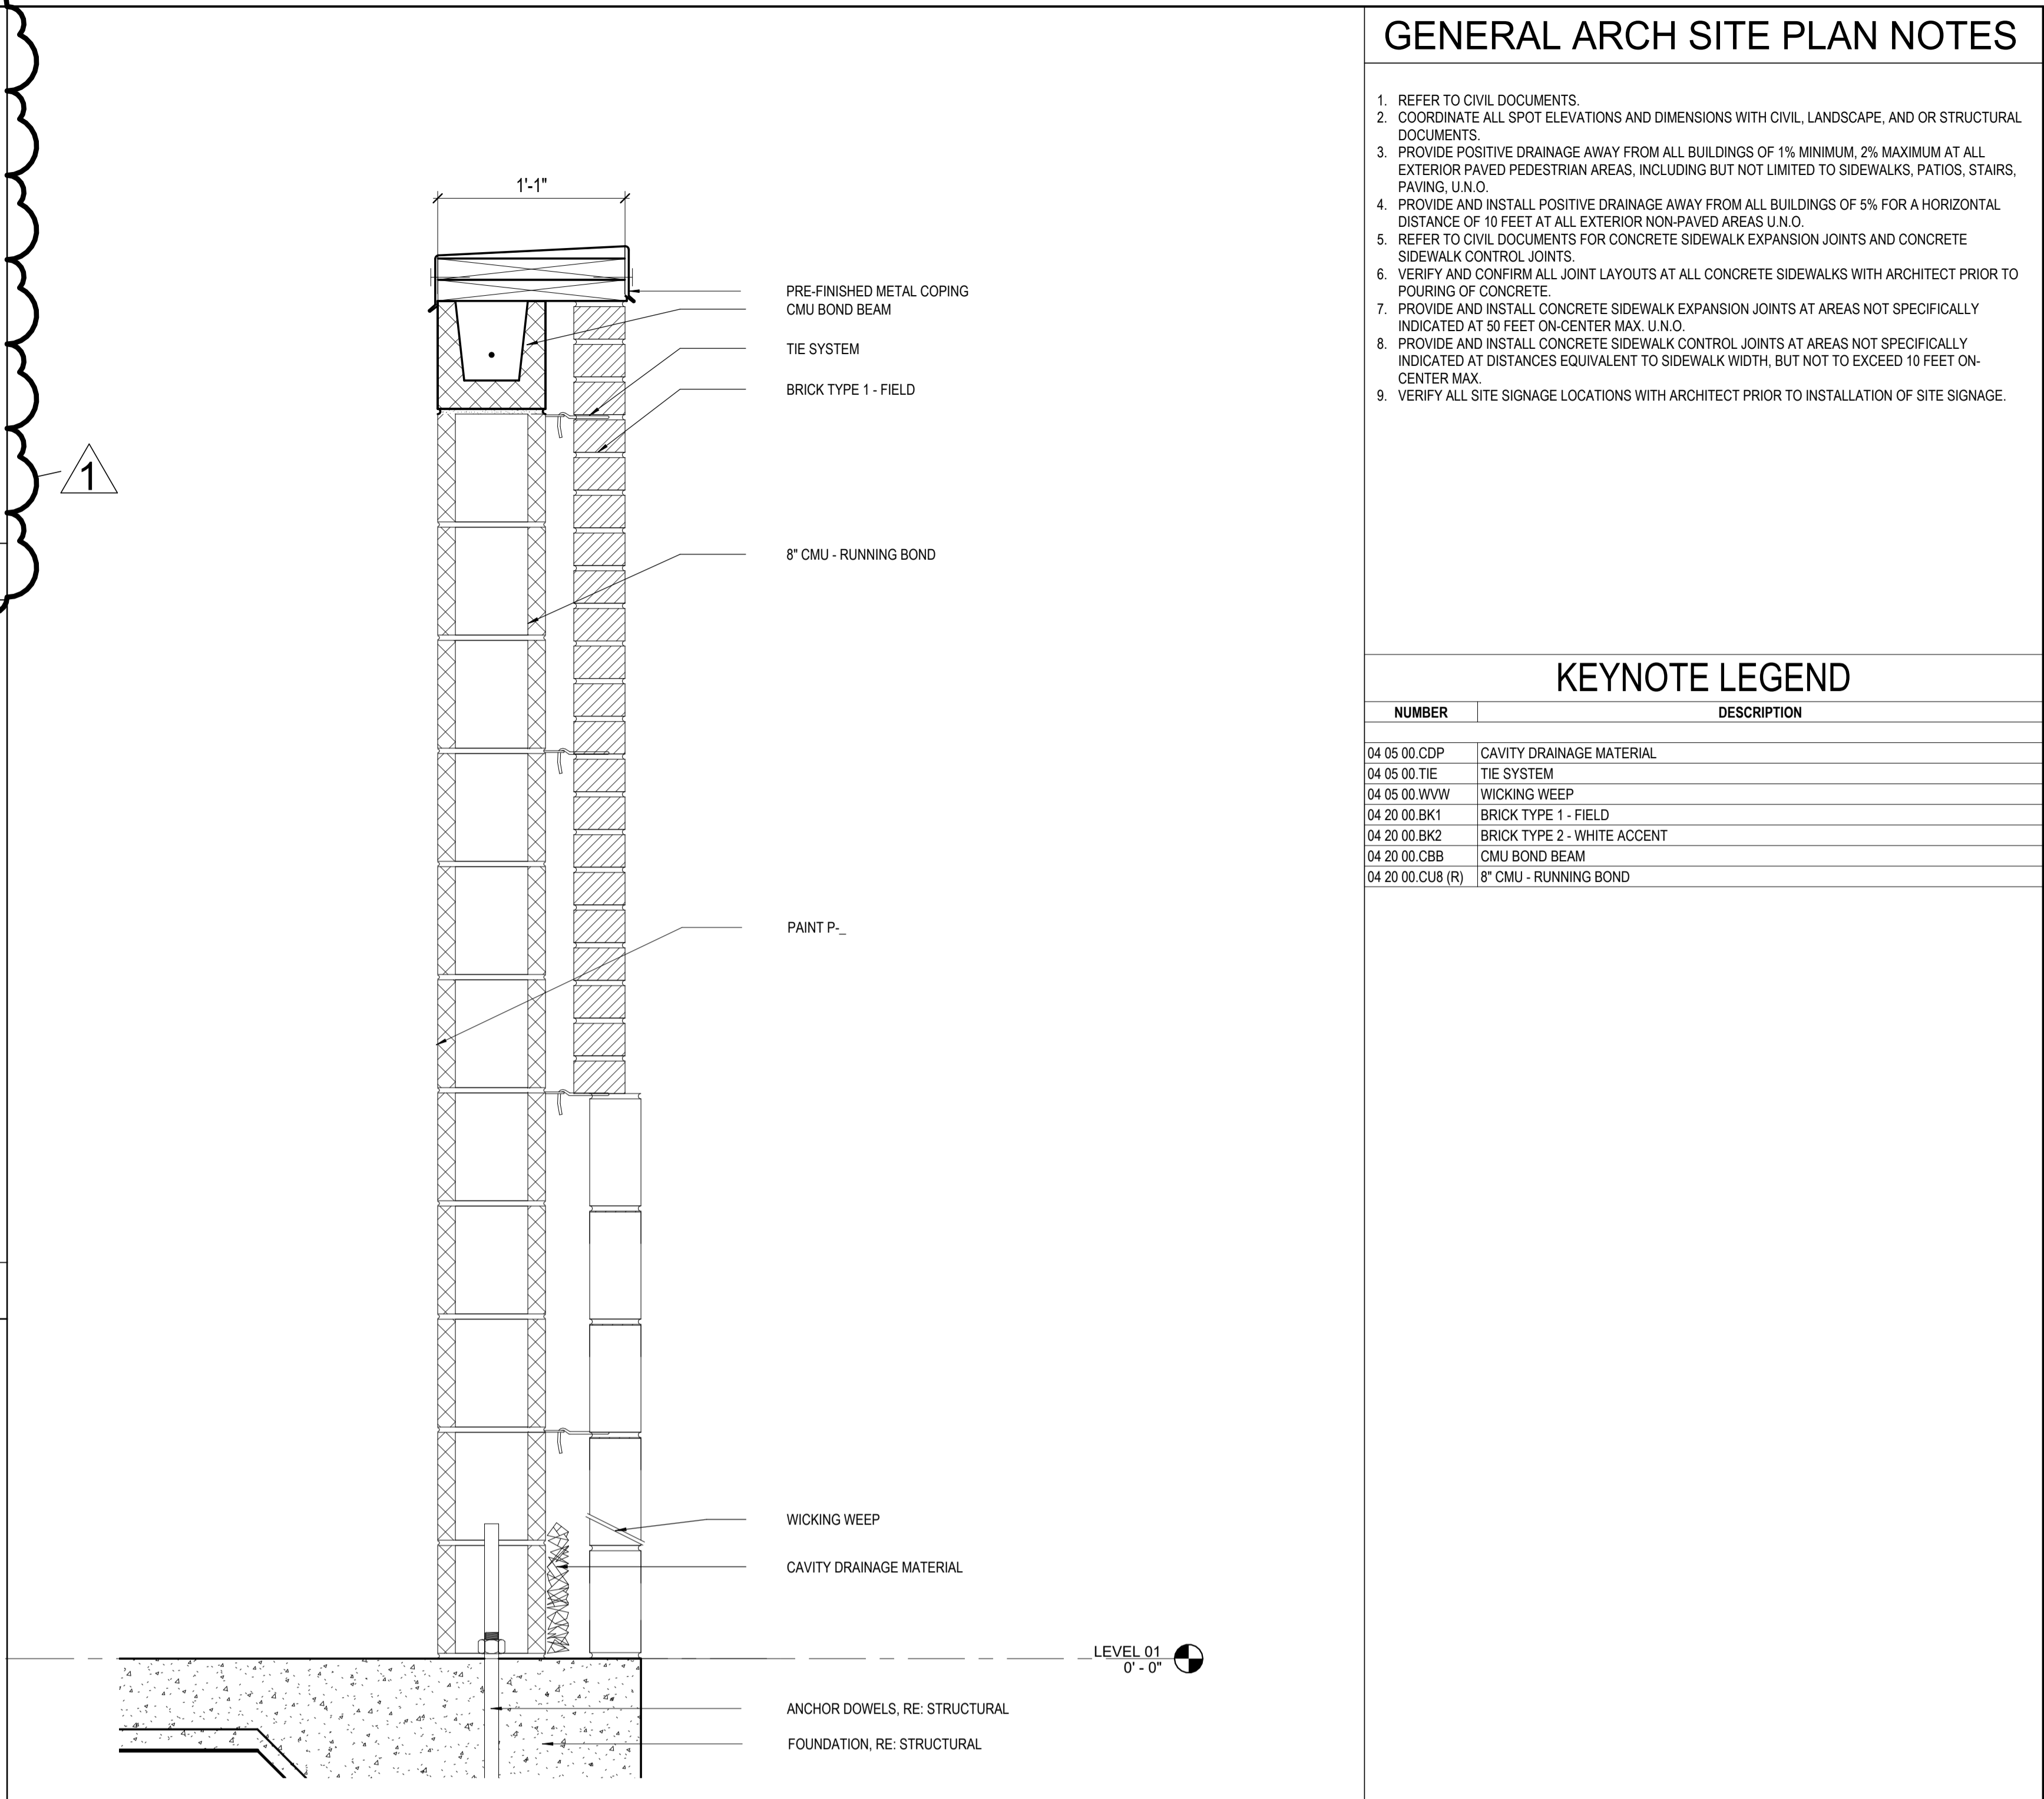 1'-1"
PRE-FINISHED METAL COPING
CMU BOND BEAM
TIE SYSTEM
BRICK TYPE 1 - FIELD
1
8" CMU - RUNNING BOND
PAINT P-_
WICKING WEEP
CAVITY DRAINAGE MATERIAL
LEVEL 01
0' - 0"
ANCHOR DOWELS, RE: STRUCTURAL
FOUNDATION, RE: STRUCTURAL
GENERAL ARCH SITE PLAN NOTES
1. REFER TO CIVIL DOCUMENTS.
2. COORDINATE ALL SPOT ELEVATIONS AND DIMENSIONS WITH CIVIL, LANDSCAPE, AND OR STRUCTURAL
DOCUMENTS.
3. PROVIDE POSITIVE DRAINAGE AWAY FROM ALL BUILDINGS OF 1% MINIMUM, 2% MAXIMUM AT ALL
EXTERIOR PAVED PEDESTRIAN AREAS, INCLUDING BUT NOT LIMITED TO SIDEWALKS, PATIOS, STAIRS,
PAVING, U.N.O.
4. PROVIDE AND INSTALL POSITIVE DRAINAGE AWAY FROM ALL BUILDINGS OF 5% FOR A HORIZONTAL
DISTANCE OF 10 FEET AT ALL EXTERIOR NON-PAVED AREAS U.N.O.
5. REFER TO CIVIL DOCUMENTS FOR CONCRETE SIDEWALK EXPANSION JOINTS AND CONCRETE
SIDEWALK CONTROL JOINTS.
6. VERIFY AND CONFIRM ALL JOINT LAYOUTS AT ALL CONCRETE SIDEWALKS WITH ARCHITECT PRIOR TO
POURING OF CONCRETE.
7. PROVIDE AND INSTALL CONCRETE SIDEWALK EXPANSION JOINTS AT AREAS NOT SPECIFICALLY
INDICATED AT 50 FEET ON-CENTER MAX. U.N.O.
8. PROVIDE AND INSTALL CONCRETE SIDEWALK CONTROL JOINTS AT AREAS NOT SPECIFICALLY
INDICATED AT DISTANCES EQUIVALENT TO SIDEWALK WIDTH, BUT NOT TO EXCEED 10 FEET ON-
CENTER MAX.
9. VERIFY ALL SITE SIGNAGE LOCATIONS WITH ARCHITECT PRIOR TO INSTALLATION OF SITE SIGNAGE.
KEYNOTE LEGEND
NUMBER DESCRIPTION
04 05 00.CDP CAVITY DRAINAGE MATERIAL
04 05 00.TIE TIE SYSTEM
04 05 00.WVW WICKING WEEP
04 20 00.BK1 BRICK TYPE 1 - FIELD
04 20 00.BK2 BRICK TYPE 2 - WHITE ACCENT
04 20 00.CBB CMU BOND BEAM
04 20 00.CU8 (R) 8" CMU - RUNNING BOND